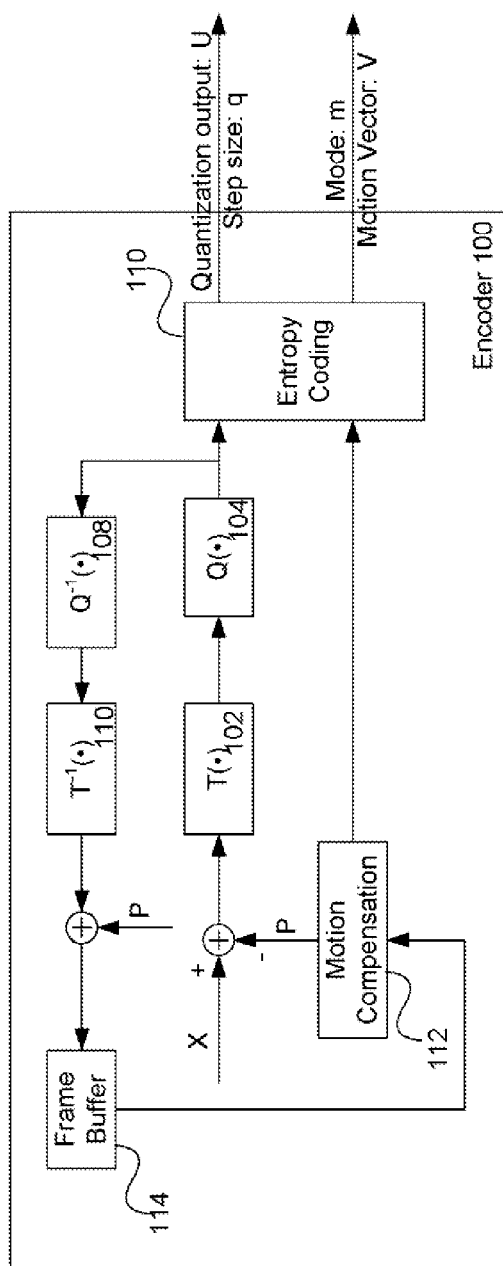 Encoder 100
Frame
Buffer
114
T⁻¹(•)
110
Q⁻¹(•)
108
P
X
+
-
P
T(•)
102
Q(•)
104
Motion
Compensation
112
Entropy
Coding
110
Quantization output: U
Step size: q
Mode: m
Motion Vector: V